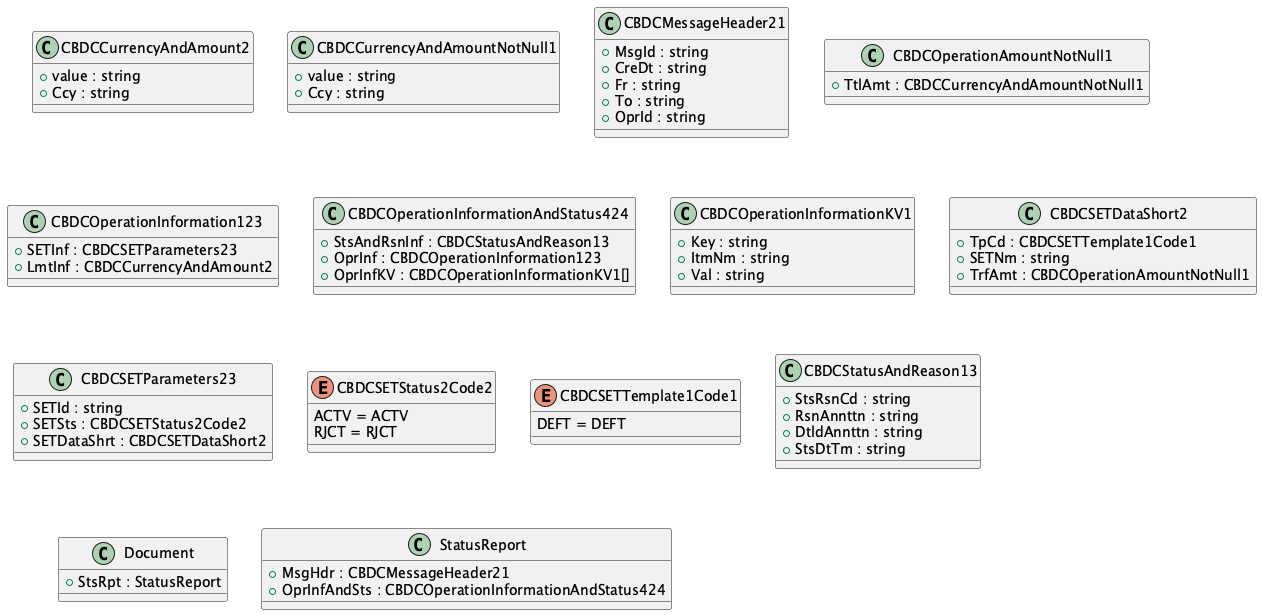 C CBDCCurrencyAndAmount2
value : string
Ccy : string
C CBDCCurrencyAndAmountNotNull1
value : string
Ccy : string
C CBDCMessageHeader21
MsgId : string
CreDt : string
Fr : string
To : string
OprId : string
C CBDCOperationAmountNotNull1
TtlAmt : CBDCCurrencyAndAmountNotNull1
C CBDCOperationInformation123
SETInf : CBDCSETParameters23
LmtInf : CBDCCurrencyAndAmount2
C CBDCOperationInformationAndStatus424
StsAndRsnInf : CBDCStatusAndReason13
OprInf : CBDCOperationInformation123
OprInfKV : CBDCOperationInformationKV1[]
C CBDCOperationInformationKV1
Key : string
ItmNm : string
Val : string
C CBDCSETDataShort2
TpCd : CBDCSETTemplate1Code1
SETNm : string
TrfAmt : CBDCOperationAmountNotNull1
C CBDCSETParameters23
SETId : string
SETSts : CBDCSETStatus2Code2
SETDataShrt : CBDCSETDataShort2
E CBDCSETStatus2Code2
ACTV = ACTV
RJCT = RJCT
E CBDCSETTemplate1Code1
DEFT = DEFT
C CBDCStatusAndReason13
StsRsnCd : string
RsnAnnttn : string
DtldAnnttn : string
StsDtTm : string
C Document
StsRpt : StatusReport
C StatusReport
MsgHdr : CBDCMessageHeader21
OprInfAndSts : CBDCOperationInformationAndStatus424